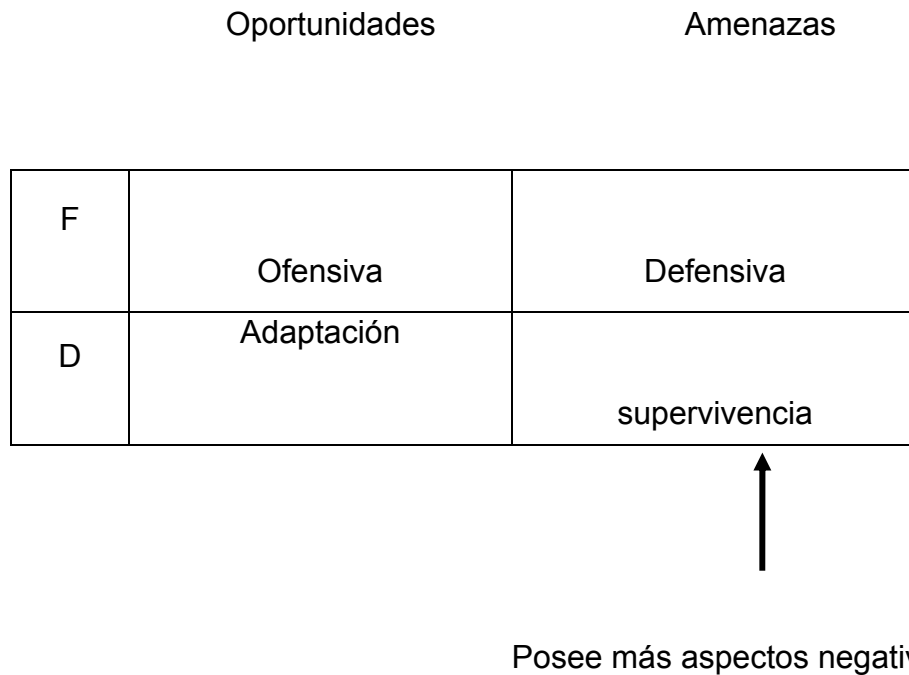 Oportunidades Amenazas
F
Ofensiva Defensiva
Adaptación
D
supervivencia
Posee más aspectos